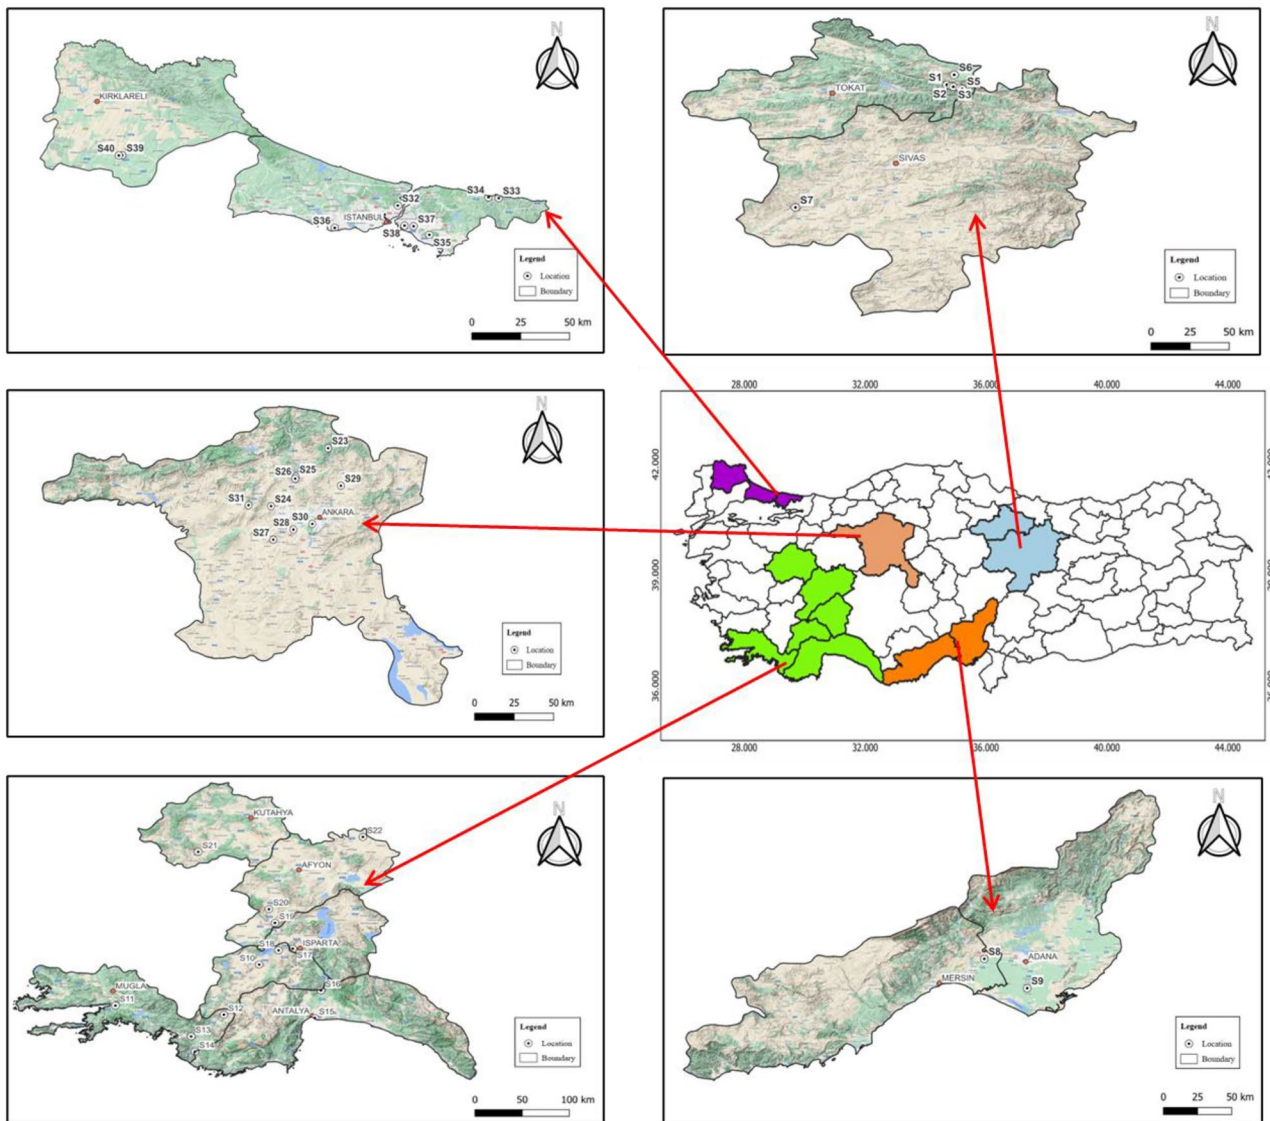 N
KIRKLARELI
S40
S39
S32
S34
S33
ISTANBUL
S36
S37
S38
S35
Legend
Location
Boundary
0 25 50 km
N
S6
S1
S5
S2
S3
TOKAT
SIVAS
S7
Legend
Location
Boundary
0 25 50 km
N
S23
S26
S25
S29
S31
S24
S30
ANKARA
S28
S27
Legend
Location
Boundary
0 25 50 km
28.000 32.000 36.000 40.000 44.000
42.000
39.000
36.000
28.000 32.000 36.000 40.000 44.000
N
KUTAHYA
S22
S21
AFYON
S20
S19
S18
ISPARTA
S17
S10
MUGLA
S16
S11
S12
ANTALYA
S15
S13
S14
Legend
Location
Boundary
0 50 100 km
N
S8
ADANA
MERSIN
S9
Legend
Location
Boundary
0 25 50 km